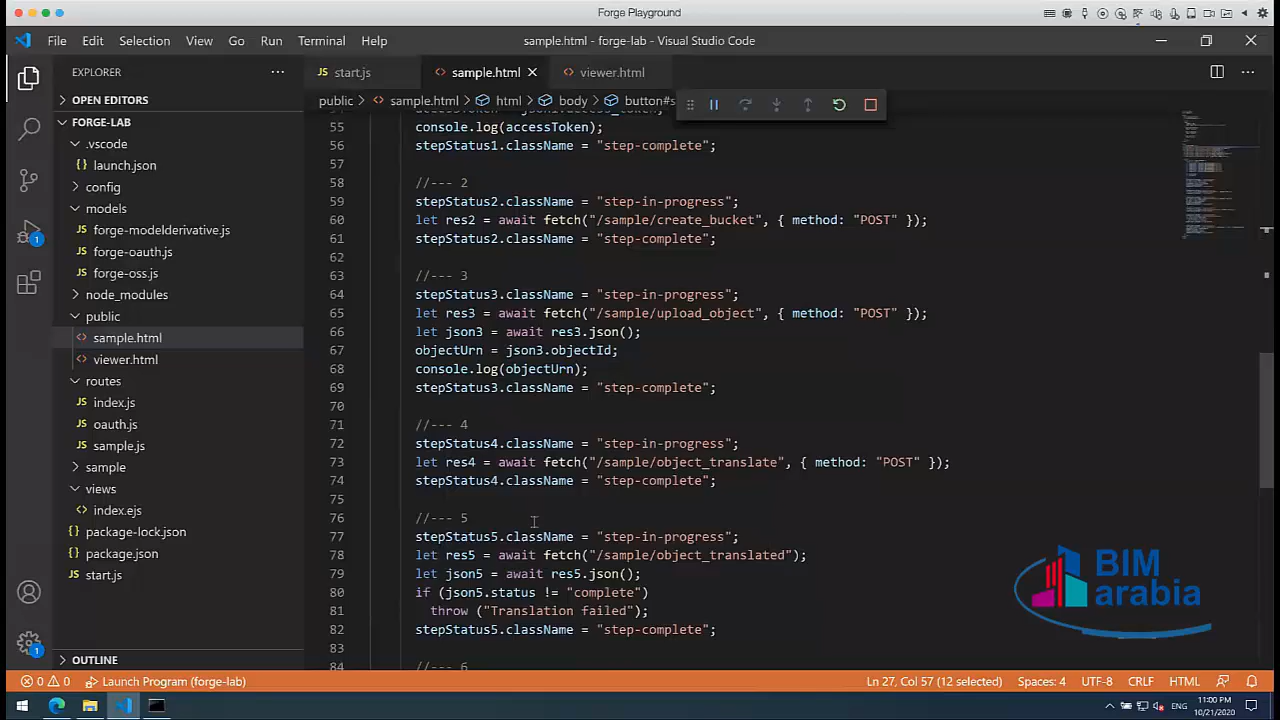 Forge Playground
File Edit Selection View Go Run Terminal Help
sample.html - forge-lab - Visual Studio Code
EXPLORER
start.js
sample.html
viewer.html
OPEN EDITORS
public > sample.html > html > body > button#s
FORGE-LAB
.vscode
launch.json
config
models
forge-modelderivative.js
forge-oauth.js
forge-oss.js
node_modules
public
sample.html
viewer.html
routes
index.js
oauth.js
sample.js
sample
views
index.ejs
package-lock.json
package.json
start.js
OUTLINE
55 console.log(accessToken);
56 stepStatus1.className = "step-complete";
57
58 //--- 2
59 stepStatus2.className = "step-in-progress";
60 let res2 = await fetch("/sample/create_bucket", { method: "POST" });
61 stepStatus2.className = "step-complete";
62
63 //--- 3
64 stepStatus3.className = "step-in-progress";
65 let res3 = await fetch("/sample/upload_object", { method: "POST" });
66 let json3 = await res3.json();
67 objectUrn = json3.objectId;
68 console.log(objectUrn);
69 stepStatus3.className = "step-complete";
70
71 //--- 4
72 stepStatus4.className = "step-in-progress";
73 let res4 = await fetch("/sample/object_translate", { method: "POST" });
74 stepStatus4.className = "step-complete";
75
76 //--- 5
77 stepStatus5.className = "step-in-progress";
78 let res5 = await fetch("/sample/object_translated");
79 let json5 = await res5.json();
80 if (json5.status != "complete")
81 throw ("Translation failed");
82 stepStatus5.className = "step-complete";
83
84 //--- 6
BIM
arabia
1
1
0 0 Launch Program (forge-lab)
Ln 27, Col 57 (12 selected) Spaces: 4 UTF-8 CRLF HTML
ENG
11:00 PM
10/21/2020